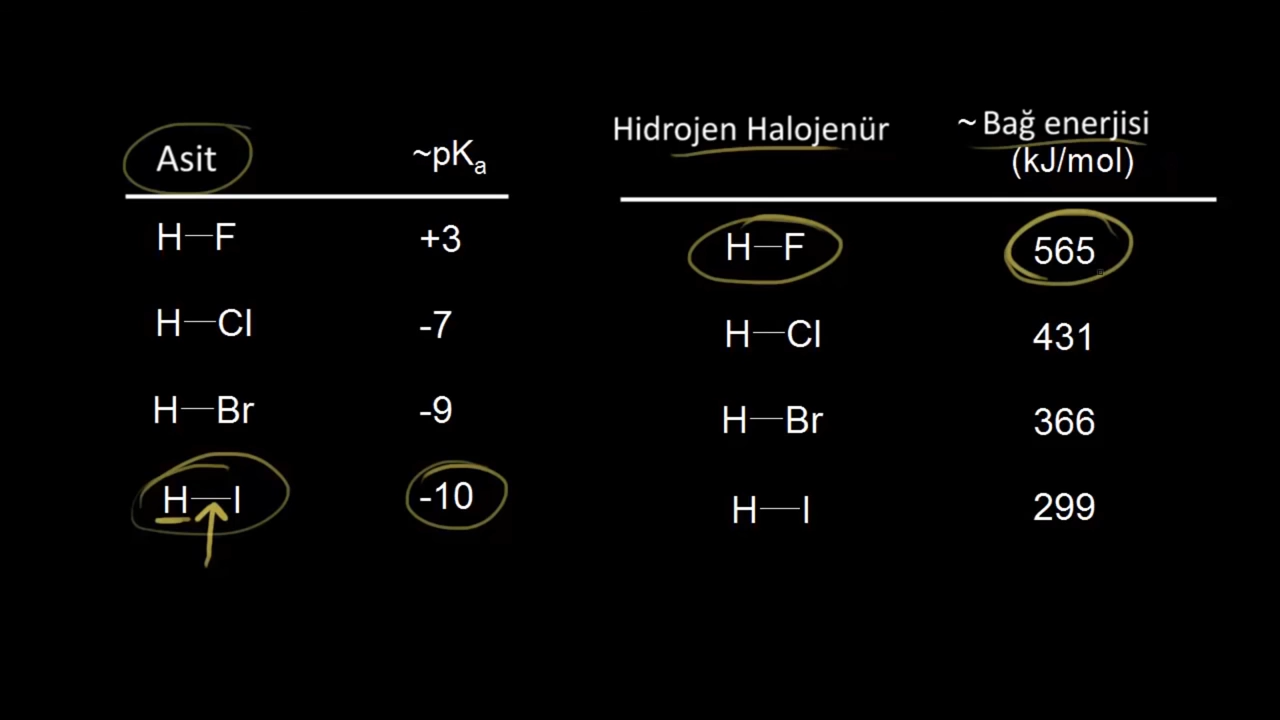 Asit ~pKa
H—F +3
H—Cl -7
H—Br -9
H—I -10
Hidrojen Halojenür ~ Bağ enerjisi
(kJ/mol)
H—F 565
H—Cl 431
H—Br 366
H—I 299